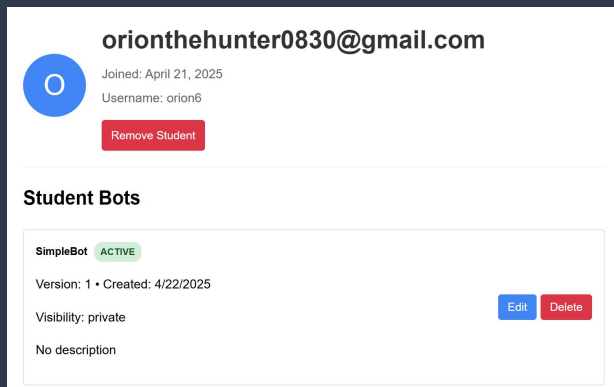 orionthehunter0830@gmail.com
O
Joined: April 21, 2025
Username: orion6
Remove Student
Student Bots
SimpleBot ACTIVE
Version: 1 • Created: 4/22/2025
Edit Delete
Visibility: private
No description